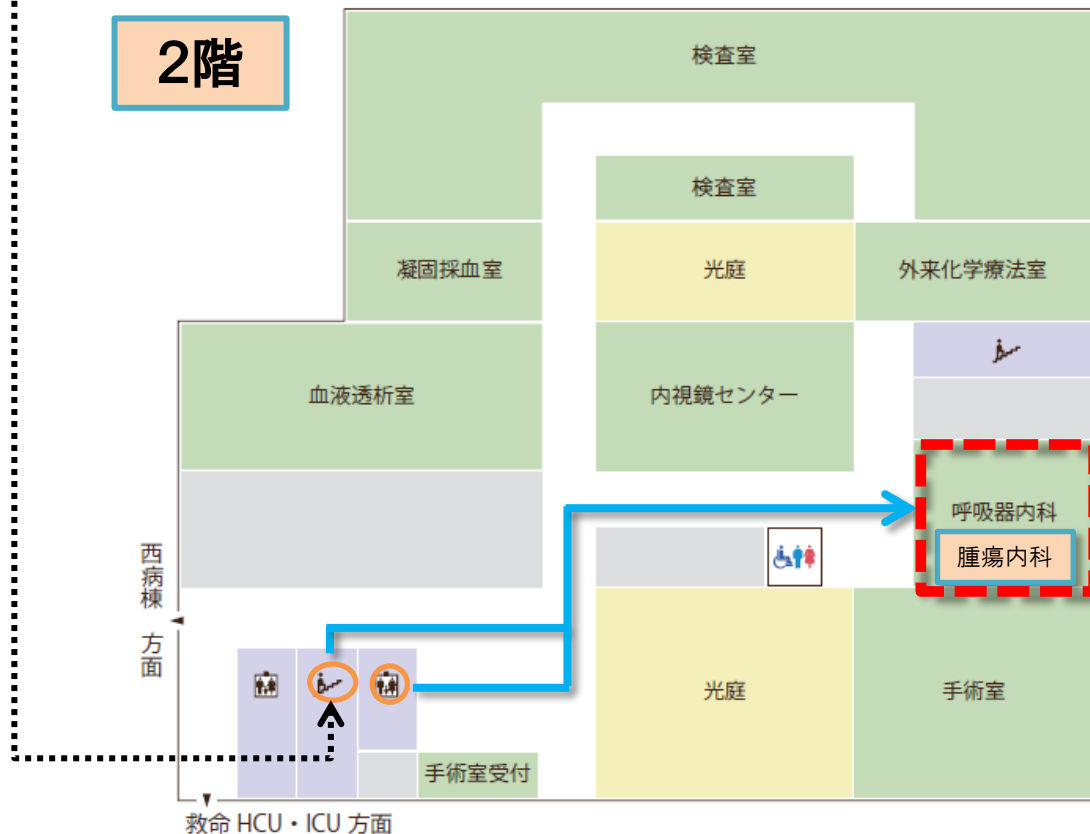 2階
検査室
検査室
凝固採血室
光庭
外来化学療法室
血液透析室
内視鏡センター
呼吸器内科
腫瘍内科
西病棟
方面
光庭
手術室
手術室受付
救命 HCU・ICU 方面